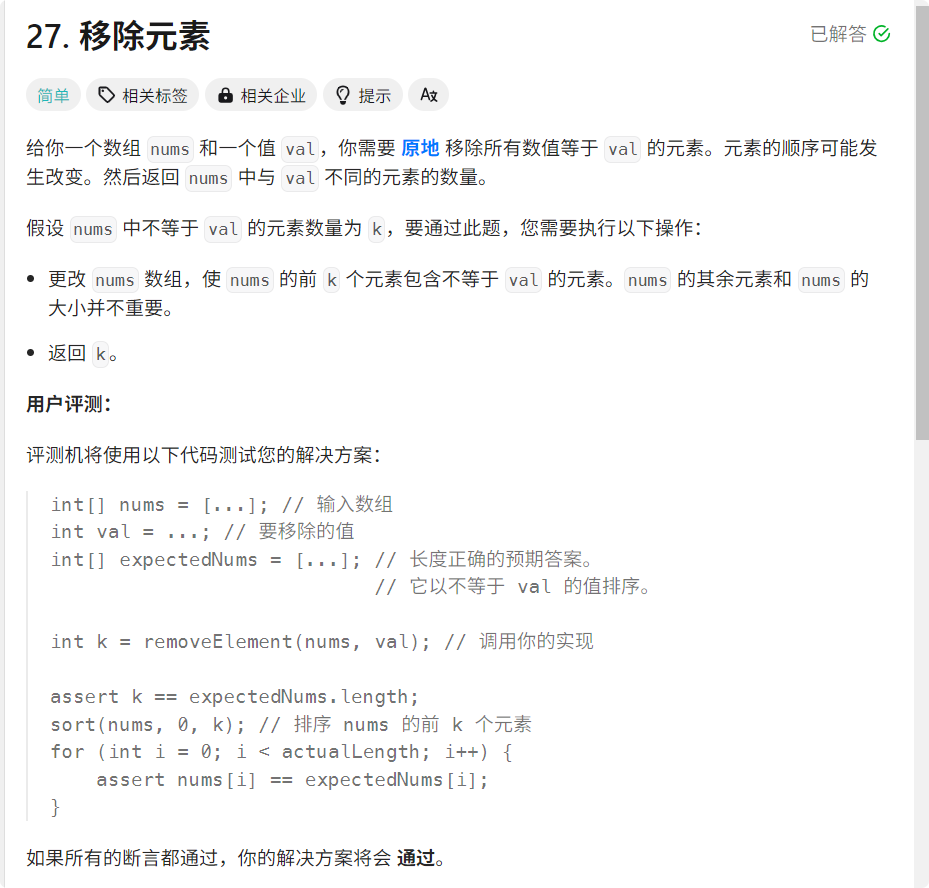 27. 移除元素
已解答
简单
相关标签
相关企业
提示
给你一个数组 nums 和一个值 val，你需要 原地 移除所有数值等于 val 的元素。元素的顺序可能发
生改变。然后返回 nums 中与 val 不同的元素的数量。
假设 nums 中不等于 val 的元素数量为 k，要通过此题，您需要执行以下操作：
• 更改 nums 数组，使 nums 的前 k 个元素包含不等于 val 的元素。nums 的其余元素和 nums 的
大小并不重要。
• 返回 k。
用户评测：
评测机将使用以下代码测试您的解决方案：
int[] nums = [...]; // 输入数组
int val = ...; // 要移除的值
int[] expectedNums = [...]; // 长度正确的预期答案。
                            // 它以不等于 val 的值排序。
int k = removeElement(nums, val); // 调用你的实现
assert k == expectedNums.length;
sort(nums, 0, k); // 排序 nums 的前 k 个元素
for (int i = 0; i < actualLength; i++) {
    assert nums[i] == expectedNums[i];
}
如果所有的断言都通过，你的解决方案将会 通过。